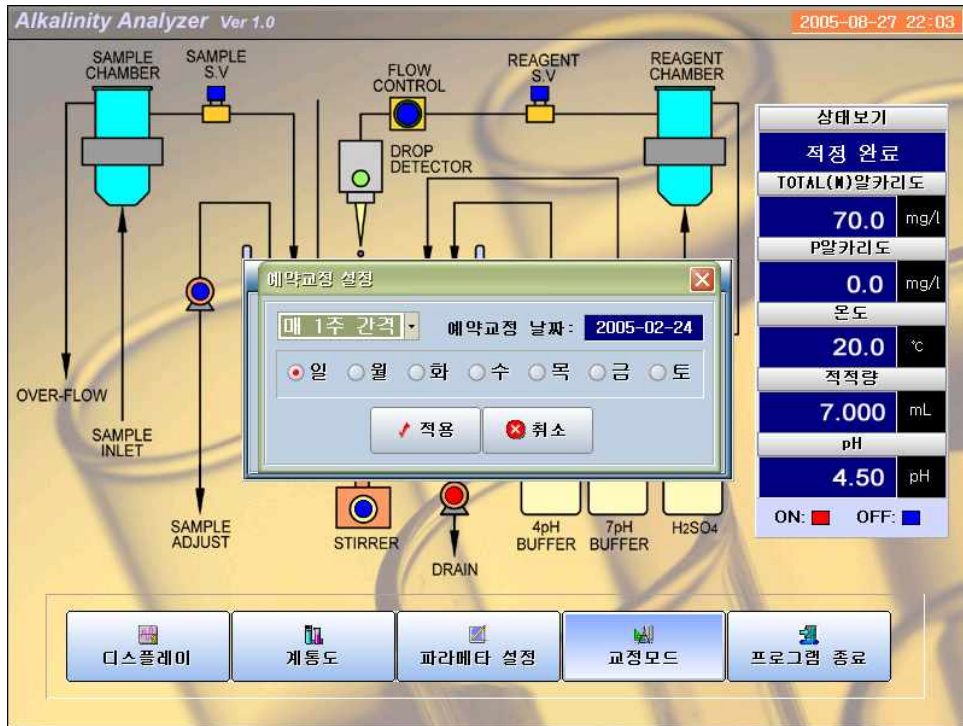 Alkalinity Analyzer Ver 1.0
2005-08-27 22:03
SAMPLE
CHAMBER
SAMPLE
S.V
FLOW
CONTROL
REAGENT
S.V
REAGENT
CHAMBER
DROP
DETECTOR
OVER-FLOW
SAMPLE
INLET
SAMPLE
ADJUST
STIRRER
DRAIN
4pH
BUFFER
7pH
BUFFER
H2SO4
상태보기
적정 완료
TOTAL(M)알카리도
70.0 mg/l
P알카리도
0.0 mg/l
온도
20.0 ℃
적적량
7.000 mL
pH
4.50 pH
ON: OFF:
예약교정 설정
매 1주 간격 예약교정 날짜: 2005-02-24
일 월 화 수 목 금 토
적용 취소
디스플레이 계통도 파라메타 설정 교정모드 프로그램 종료